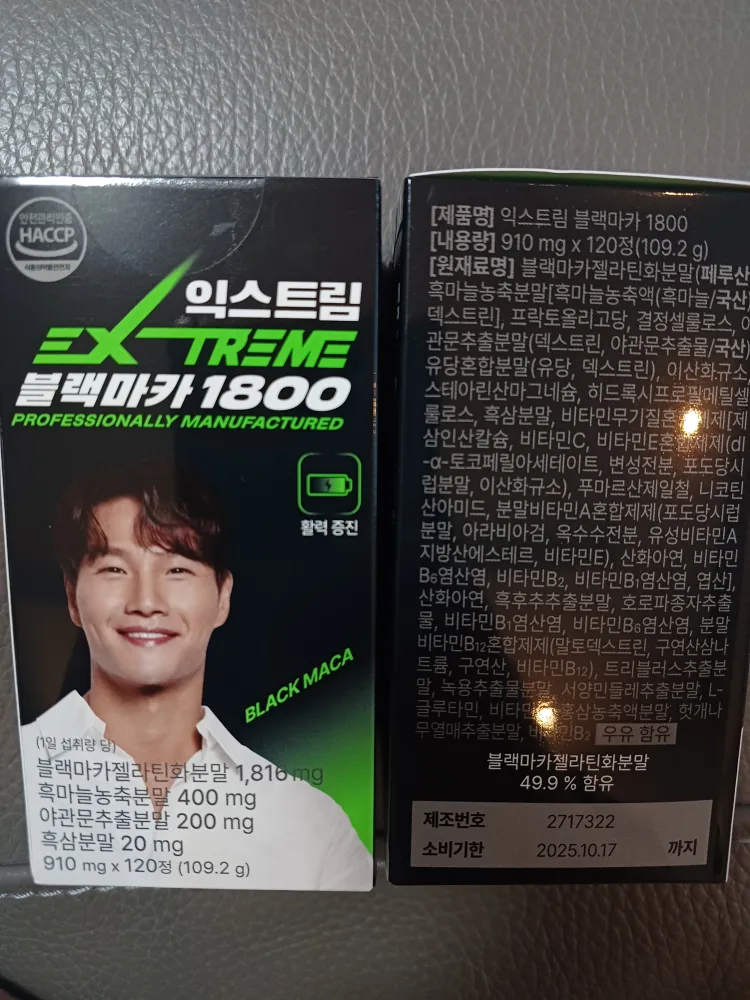 안전관리인증
HACCP
식품의약품안전처
익스트림
EXTREME
블랙마카 1800
PROFESSIONALLY MANUFACTURED
활력 증진
BLACK MACA
(1일 섭취량 당)
블랙마카젤라틴화분말 1,816 mg
흑마늘농축분말 400 mg
야관문추출분말 200 mg
흑삼분말 20 mg
910 mg x 120정 (109.2 g)
[제품명] 익스트림 블랙마카 1800
[내용량] 910 mg x 120정(109.2 g)
[원재료명] 블랙마카젤라틴화분말(페루산
흑마늘농축분말[흑마늘농축액(흑마늘/국산
덱스트린], 프락토올리고당, 결정셀룰로스,
관문추출분말(덱스트린, 야관문추출물/국산)
유당혼합분말(유당, 덱스트린), 이산화규소
스테아린산마그네슘, 히드록시프로필메틸셀
룰로스, 흑삼분말, 비타민무기질혼합제제[제
삼인산칼슘, 비타민C, 비타민E혼합제제(dl
-α-토코페릴아세테이트, 변성전분, 포도당시
럽분말, 이산화규소), 푸마르산제일철, 니코틴
산아미드, 분말비타민A혼합제제(포도당시럽
분말, 아라비아검, 옥수수전분, 유성비타민A
지방산에스테르, 비타민E), 산화아연, 비타민
B₆염산염, 비타민B₂, 비타민B₁염산염, 엽산],
산화아연, 흑후추추출분말, 호로파종자추출
물, 비타민B₁염산염, 비타민B₆염산염, 분말
비타민B₁₂혼합제제(말토덱스트린, 구연산삼나
트륨, 구연산, 비타민B₁₂), 트리블러스추출분
말, 녹용추출물분말, 서양민들레추출분말, L-
글루타민, 홍삼농축액분말, 헛개나
무열매추출분말, 비타민B₂ 우유 함유
블랙마카젤라틴화분말
49.9 % 함유
제조번호 2717322
소비기한 2025.10.17 까지